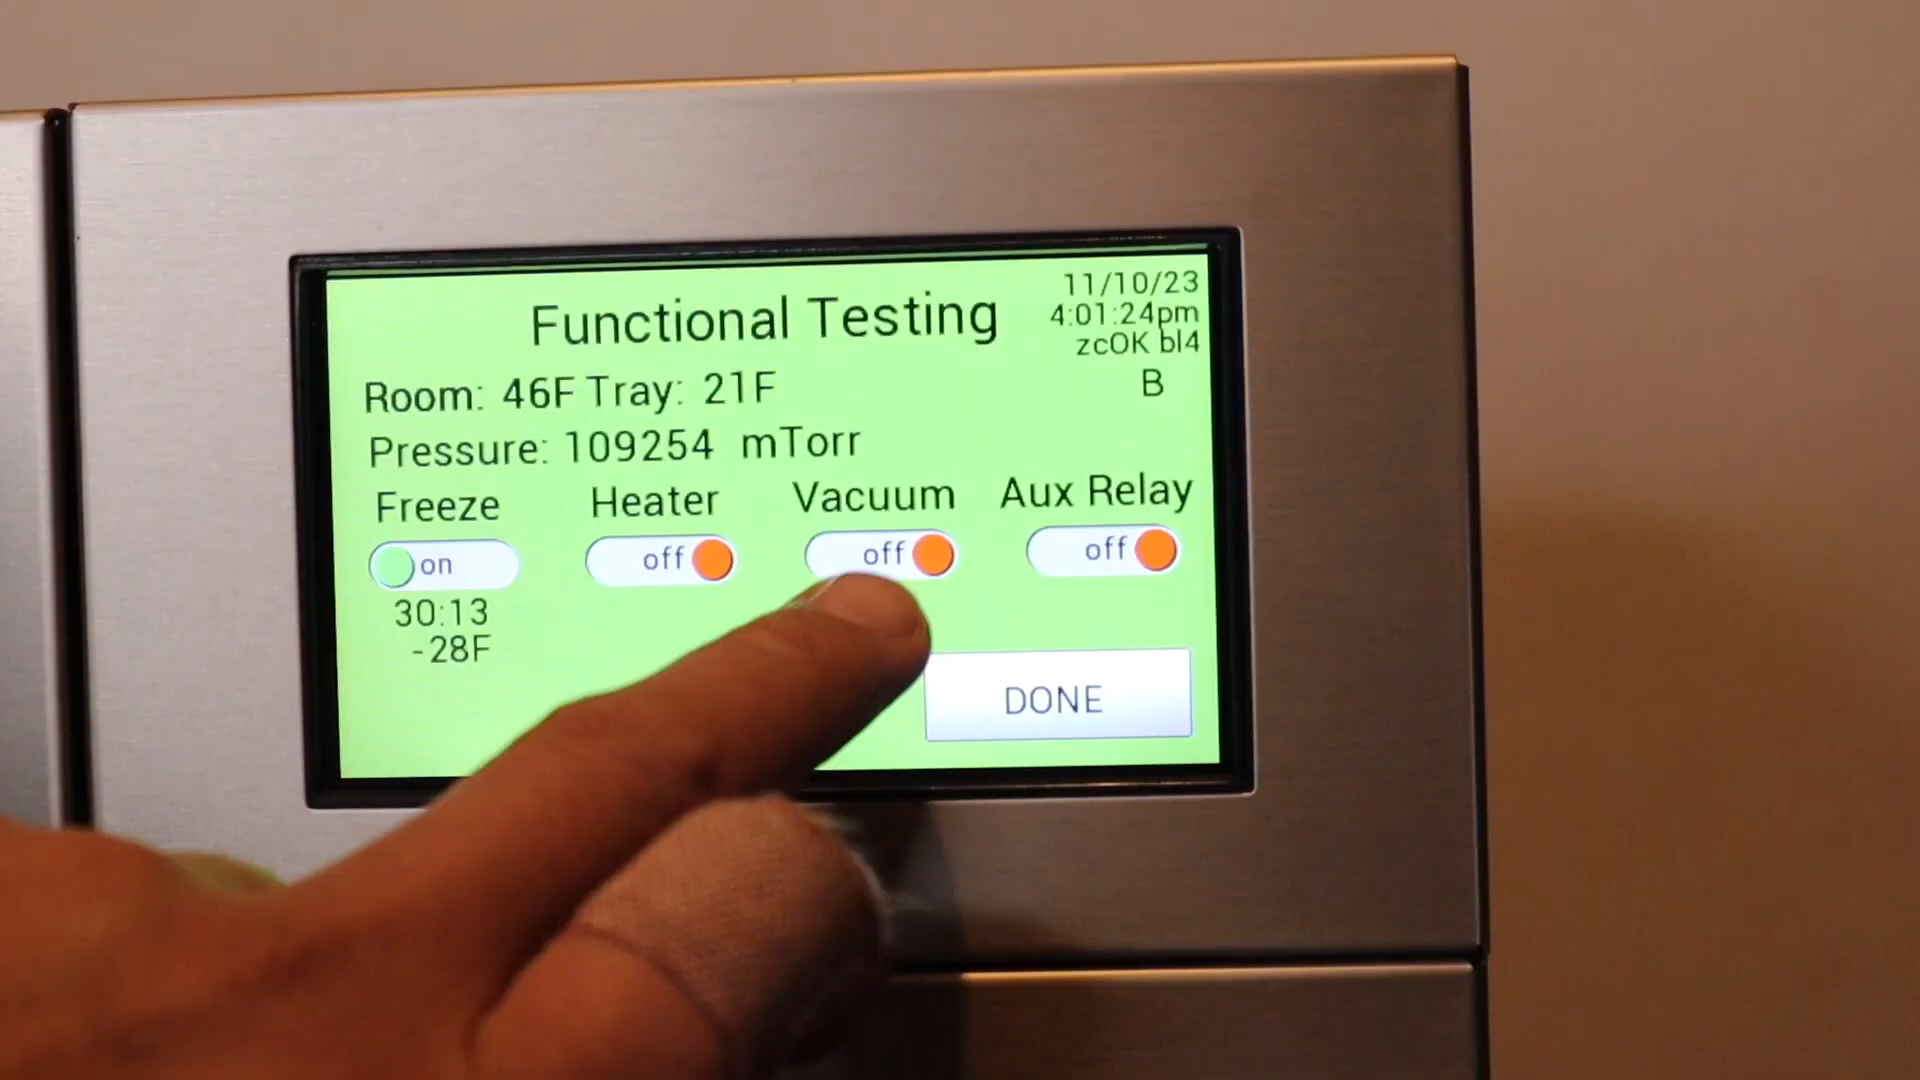 Functional Testing
11/10/23
4:01:24pm
zcOK bl4
B
Room: 46F Tray: 21F
Pressure: 109254 mTorr
Freeze Heater Vacuum Aux Relay
on off off off
30:13
-28F
DONE